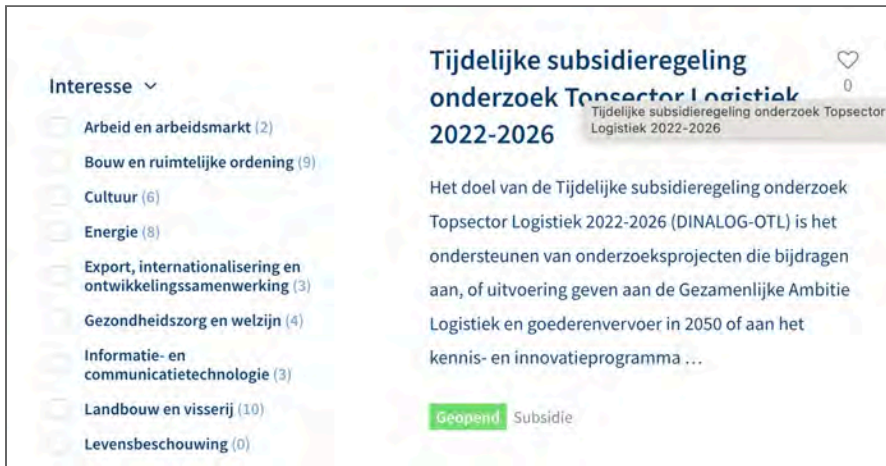 Interesse
Arbeid en arbeidsmarkt (2)
Bouw en ruimtelijke ordening (9)
Cultuur (6)
Energie (8)
Export, internationalisering en
ontwikkelingssamenwerking (3)
Gezondheidszorg en welzijn (4)
Informatie- en
communicatietechnologie (3)
Landbouw en visserij (10)
Levensbeschouwing (0)
Tijdelijke subsidieregeling
onderzoek Topsector Logistiek
2022-2026
0
Tijdelijke subsidieregeling onderzoek Topsector
Logistiek 2022-2026
Het doel van de Tijdelijke subsidieregeling onderzoek
Topsector Logistiek 2022-2026 (DINALOG-OTL) is het
ondersteunen van onderzoeksprojecten die bijdragen
aan, of uitvoering geven aan de Gezamenlijke Ambitie
Logistiek en goederenvervoer in 2050 of aan het
kennis- en innovatieprogramma …
Geopend Subsidie